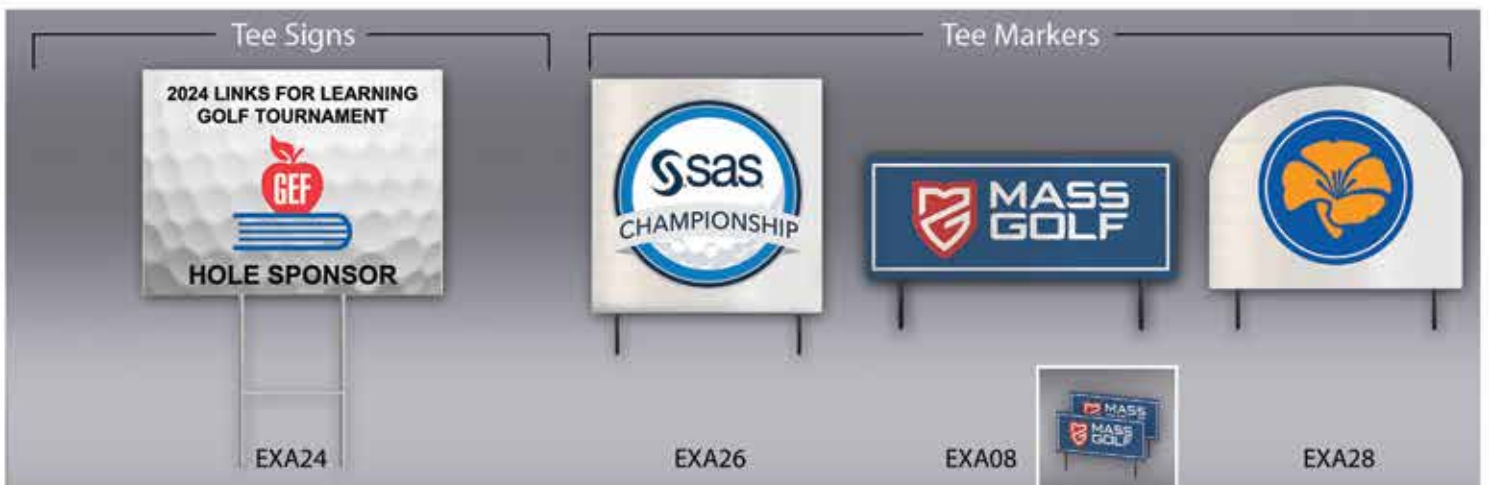 Tee Signs
Tee Markers
2024 LINKS FOR LEARNING
GOLF TOURNAMENT
GEF
HOLE SPONSOR
sas
CHAMPIONSHIP
MASS
GOLF
MASS
MASS
GOLF
EXA24
EXA26
EXA08
EXA28